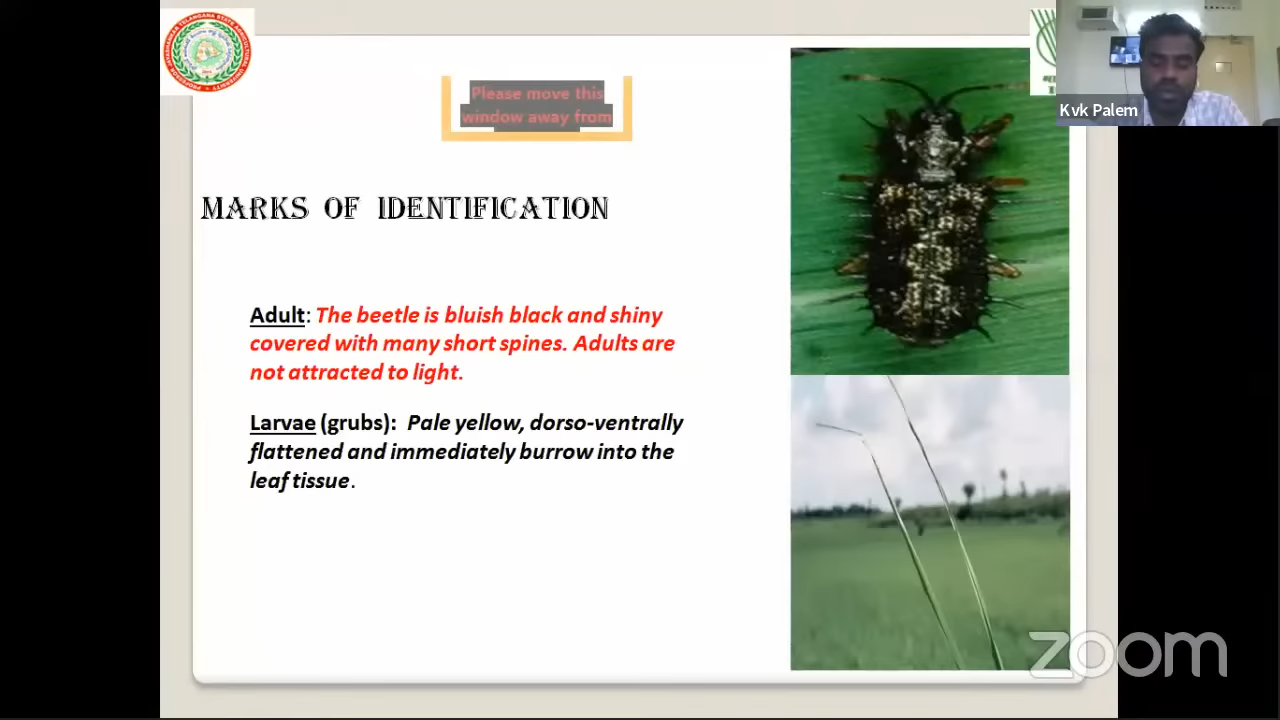 Please move this
window away from
Kvk Palem
MARKS OF IDENTIFICATION
Adult: The beetle is bluish black and shiny
covered with many short spines. Adults are
not attracted to light.
Larvae (grubs): Pale yellow, dorso-ventrally
flattened and immediately burrow into the
leaf tissue.
zoom